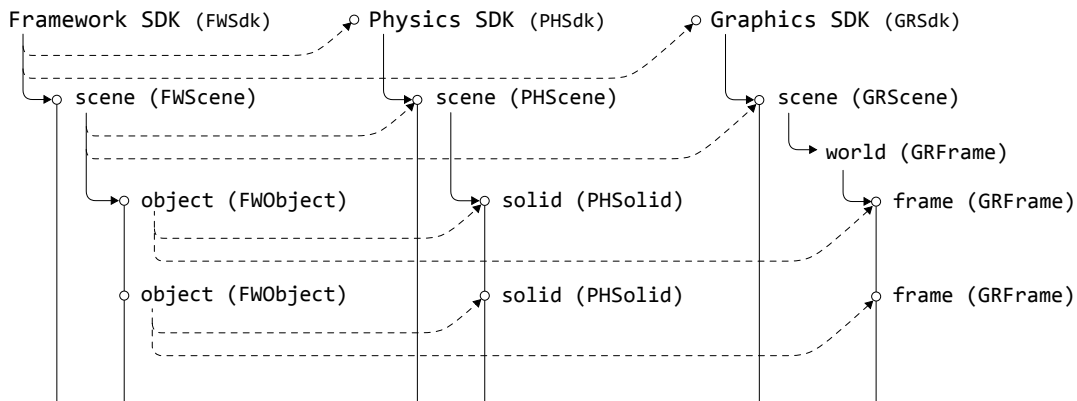 Framework SDK (FWSdk) Physics SDK (PHSdk) Graphics SDK (GRSdk)
scene (FWScene) scene (PHScene) scene (GRScene)
world (GRFrame)
object (FWObject) solid (PHSolid) frame (GRFrame)
object (FWObject) solid (PHSolid) frame (GRFrame)